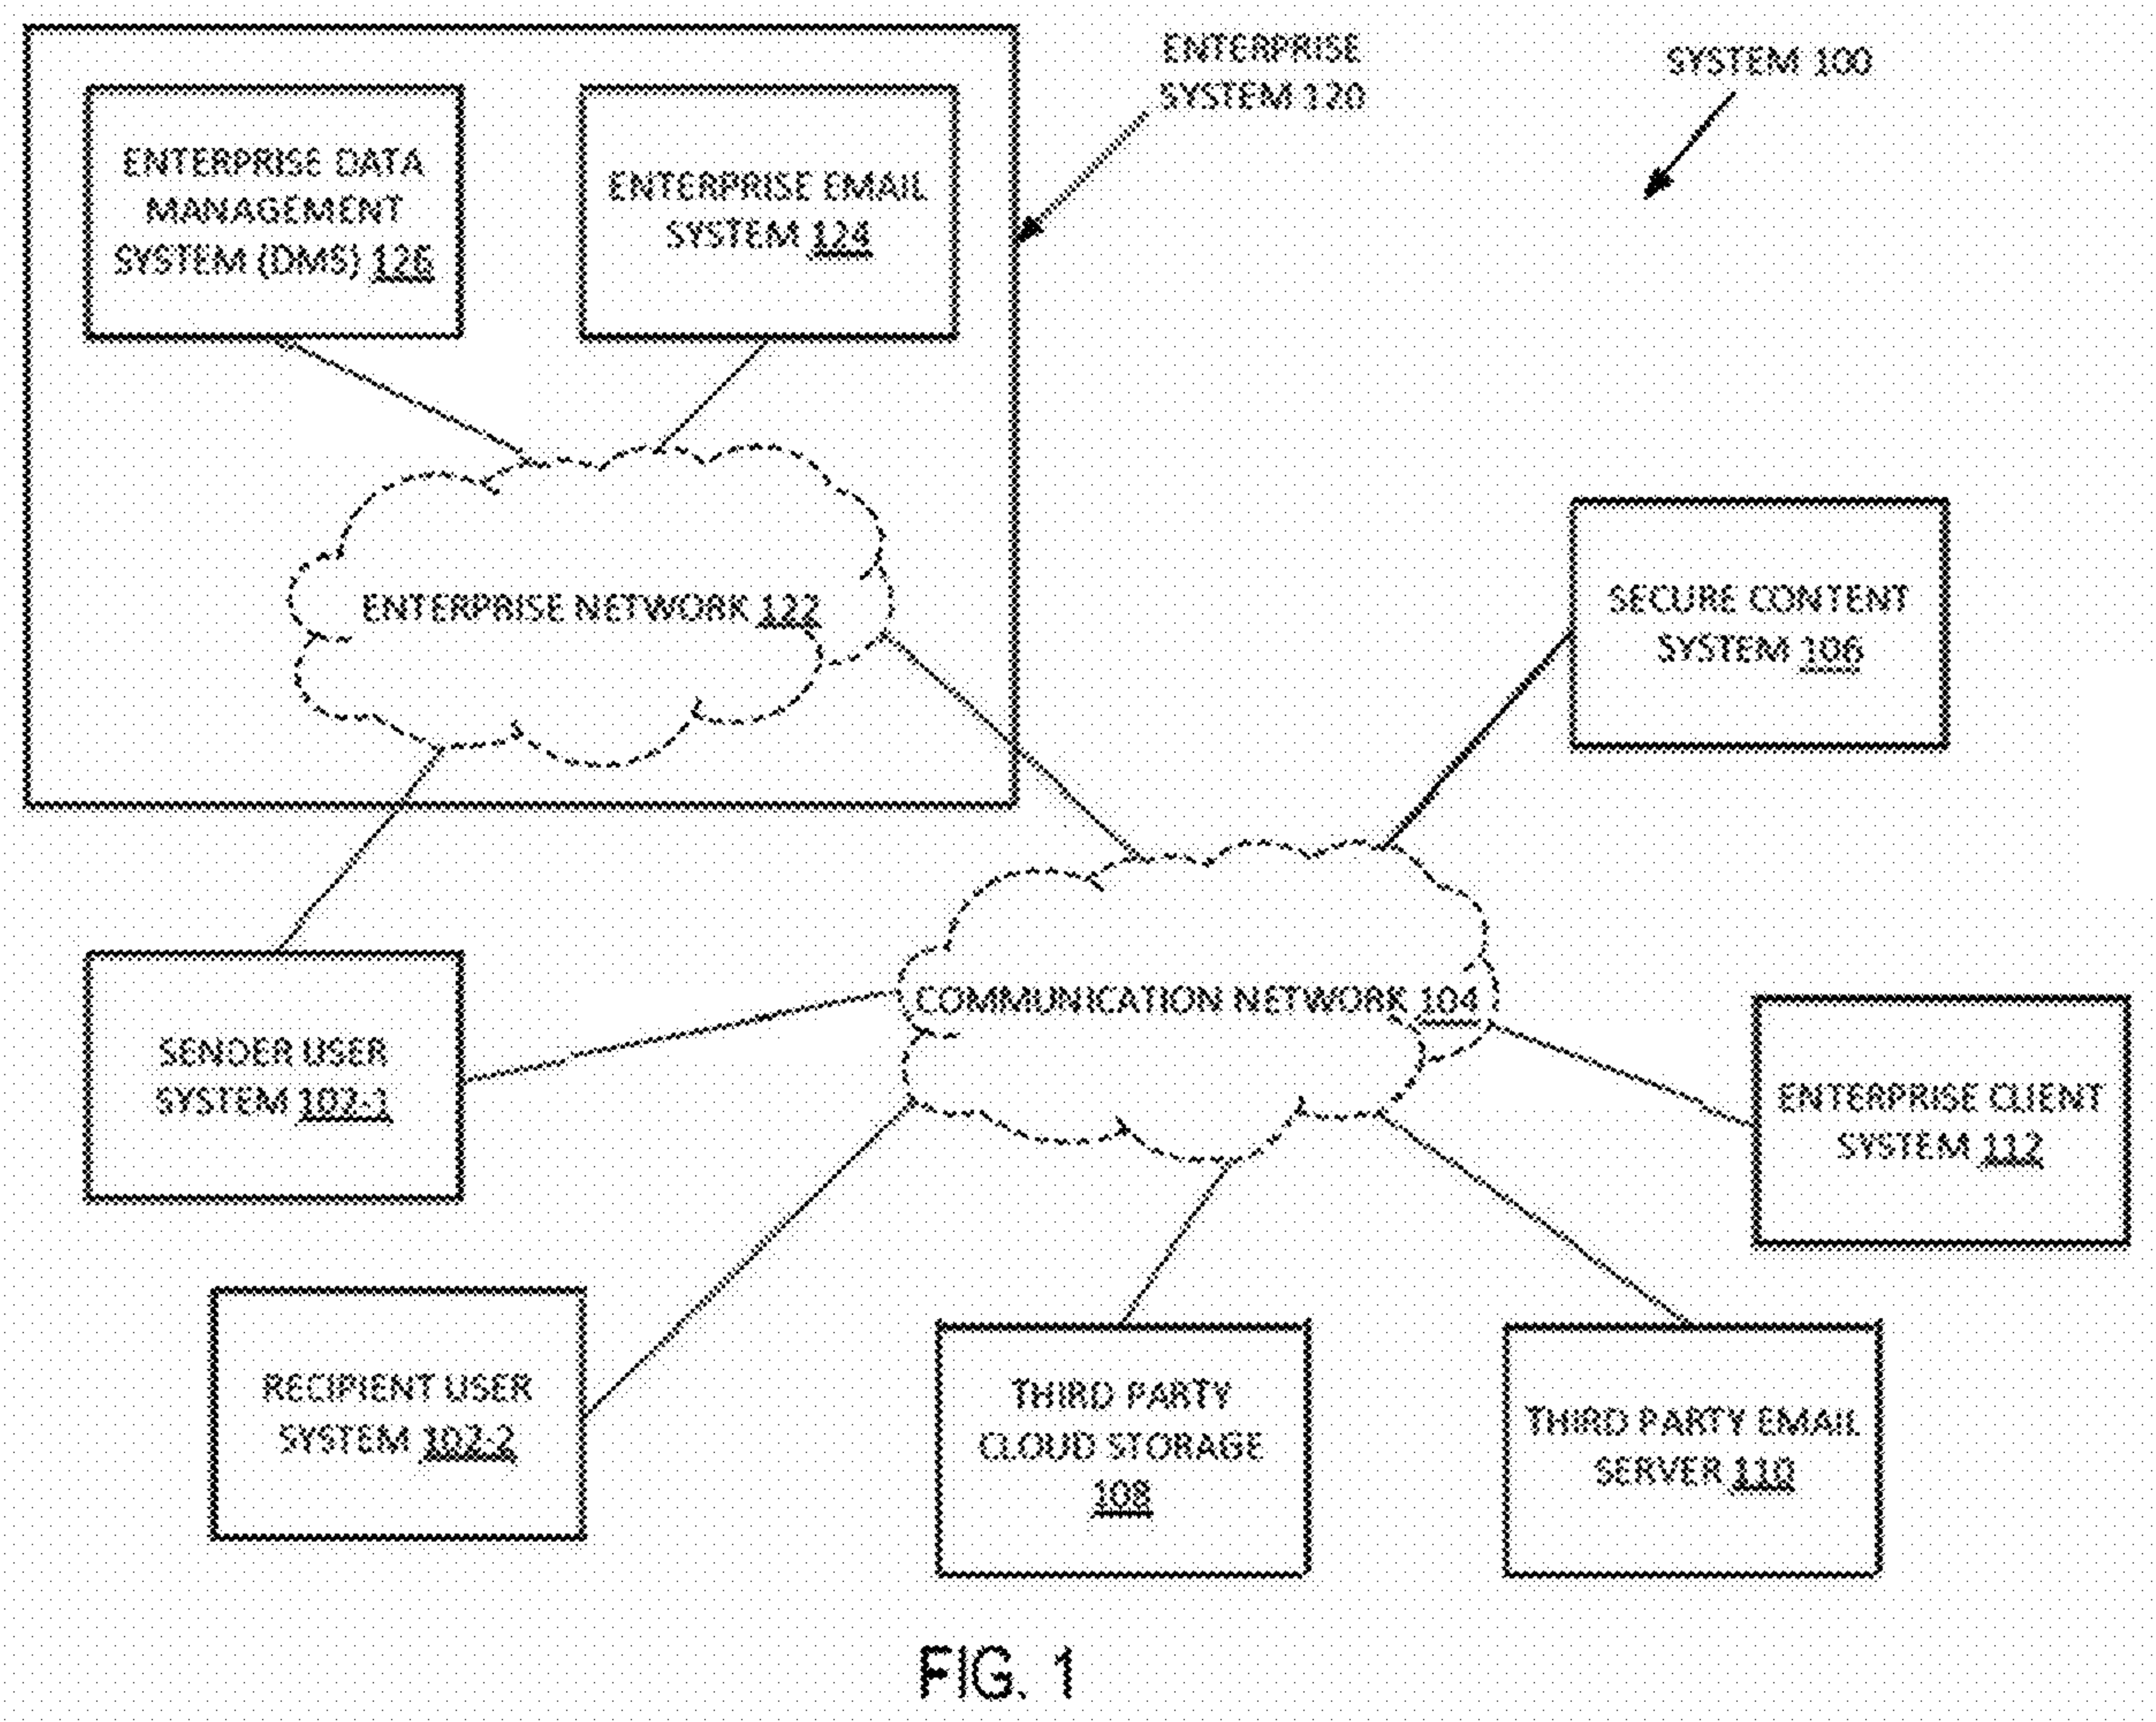 ENTERPRISE
SYSTEM 120
SYSTEM 100
ENTERPRISE DATA
MANAGEMENT
SYSTEM (DMS) 126
ENTERPRISE EMAIL
SYSTEM 124
ENTERPRISE NETWORK 122
SECURE CONTENT
SYSTEM 106
COMMUNICATION NETWORK 104
SENDER USER
SYSTEM 102-1
ENTERPRISE CLIENT
SYSTEM 112
RECIPIENT USER
SYSTEM 102-2
THIRD PARTY
CLOUD STORAGE
108
THIRD PARTY EMAIL
SERVER 110
FIG. 1